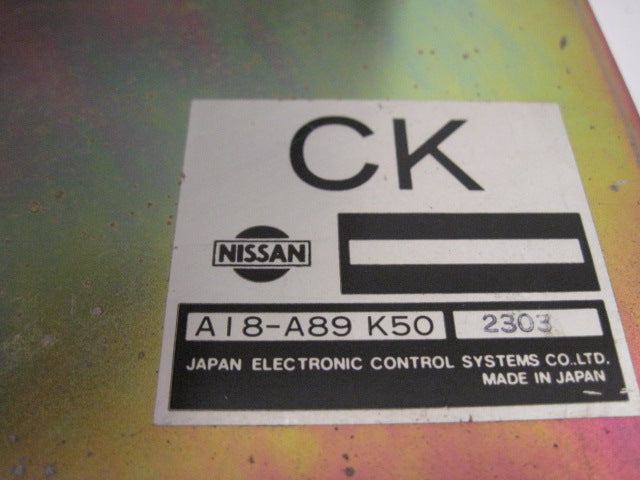 CK
NISSAN
A18-A89 K50 2303
JAPAN ELECTRONIC CONTROL SYSTEMS CO.,LTD.
MADE IN JAPAN